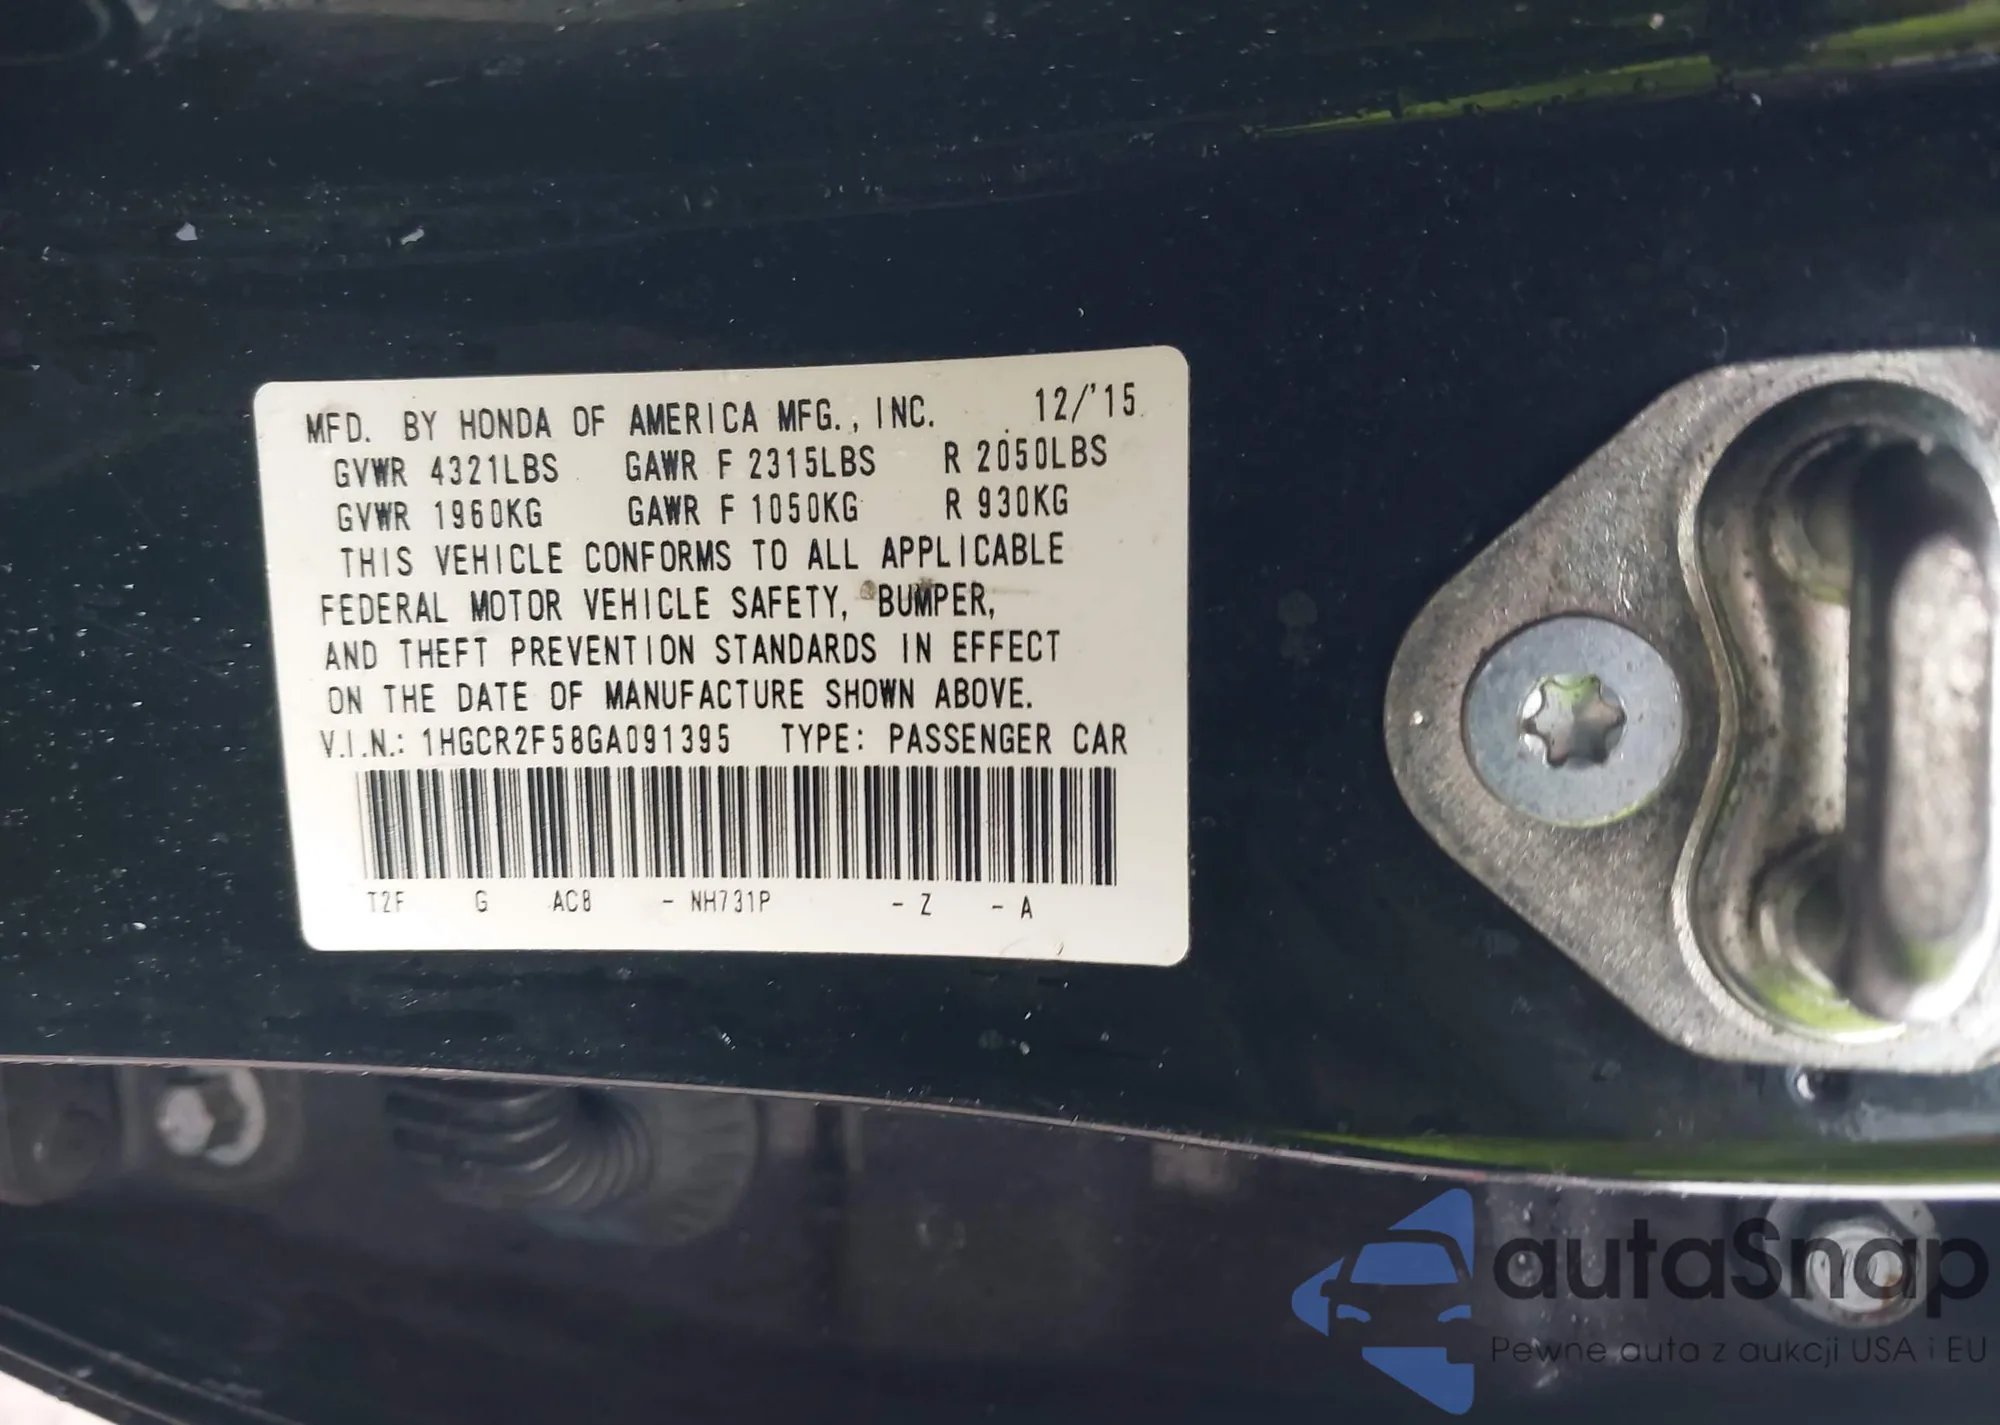 MFD. BY HONDA OF AMERICA MFG., INC. 12/'15
GVWR 4321LBS GAWR F 2315LBS R 2050LBS
GVWR 1960KG GAWR F 1050KG R 930KG
THIS VEHICLE CONFORMS TO ALL APPLICABLE
FEDERAL MOTOR VEHICLE SAFETY, BUMPER,
AND THEFT PREVENTION STANDARDS IN EFFECT
ON THE DATE OF MANUFACTURE SHOWN ABOVE.
V.I.N.: 1HGCR2F58GA091395 TYPE: PASSENGER CAR
T2F G AC8 - NH731P - Z - A
autaSnap
Pewne auta z aukcji USA i EU